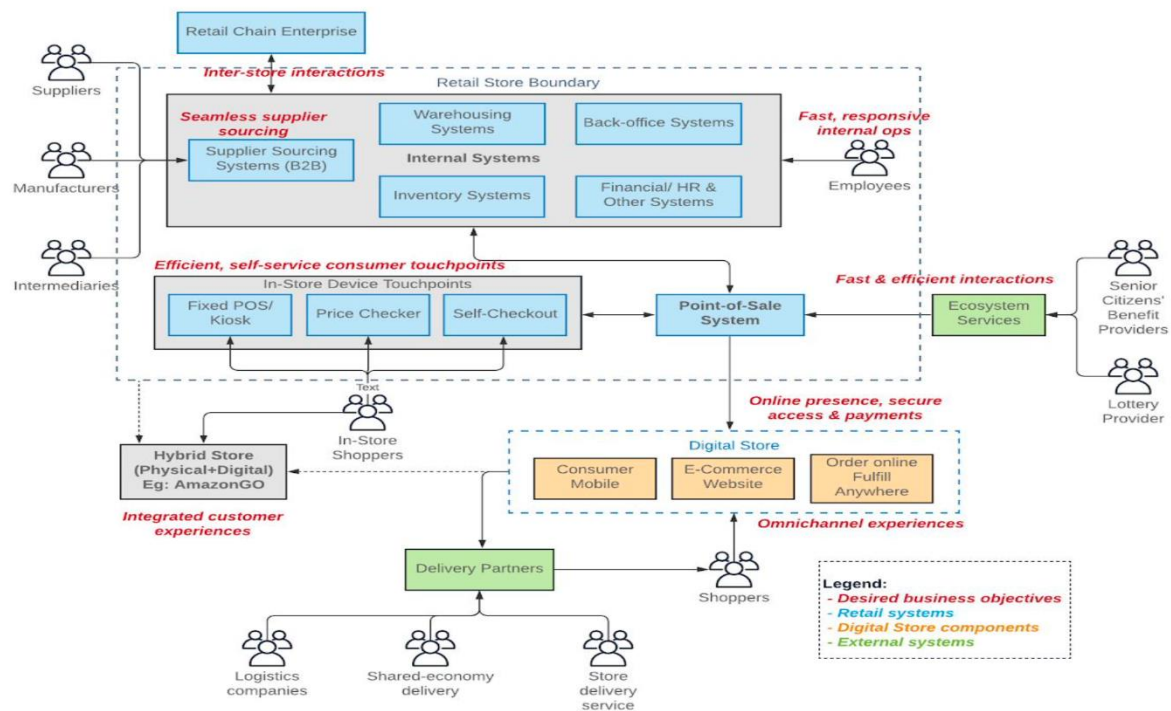 Retail Chain Enterprise
Suppliers
Inter-store interactions
Retail Store Boundary
Seamless supplier
sourcing
Supplier Sourcing
Systems (B2B)
Warehousing
Systems
Back-office Systems
Internal Systems
Inventory Systems
Financial/ HR &
Other Systems
Fast, responsive
internal ops
Employees
Manufacturers
Intermediaries
Efficient, self-service consumer touchpoints
In-Store Device Touchpoints
Fixed POS/
Kiosk
Price Checker
Self-Checkout
Point-of-Sale
System
Fast & efficient interactions
Ecosystem
Services
Senior
Citizens'
Benefit
Providers
Lottery
Provider
Text
In-Store
Shoppers
Online presence, secure
access & payments
Hybrid Store
(Physical+Digital)
Eg: AmazonGO
Integrated customer
experiences
Digital Store
Consumer
Mobile
E-Commerce
Website
Order online
Fulfill
Anywhere
Omnichannel experiences
Delivery Partners
Shoppers
Logistics
companies
Shared-economy
delivery
Store
delivery
service
Legend:
- Desired business objectives
- Retail systems
- Digital Store components
- External systems